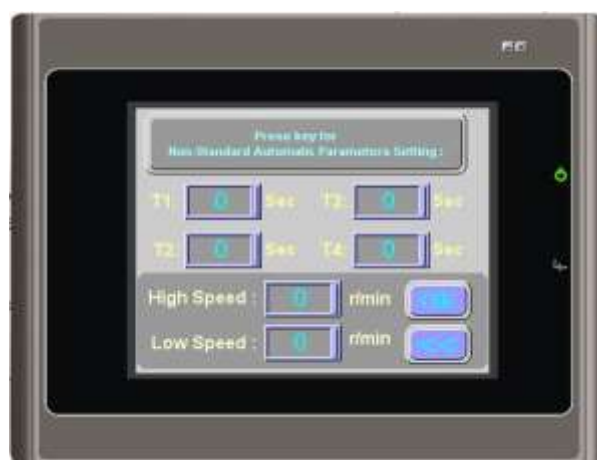 Press key for
Non-Standard Automatic Parameters Setting:
T1: 0 Sec T3: 0 Sec
T2: 0 Sec T4: 0 Sec
High Speed : 0 r/min
Low Speed : 0 r/min